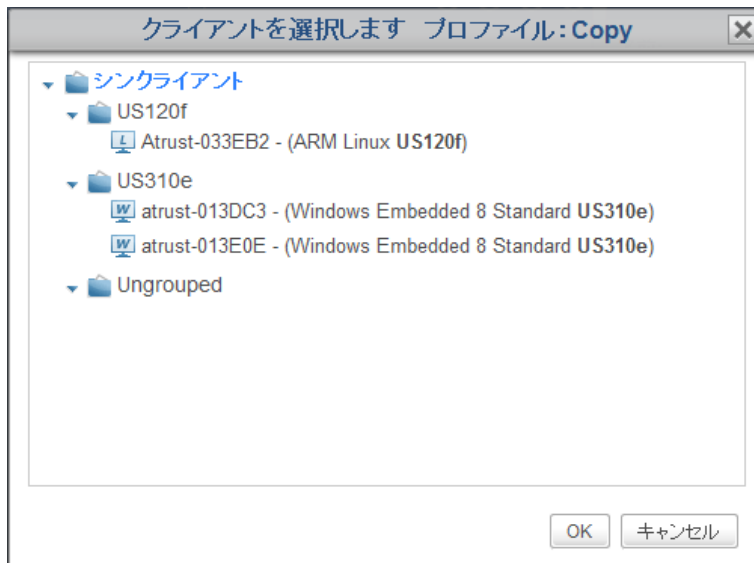 クライアントを選択します プロファイル:Copy
シンクライアント
US120f
L Atrust-033EB2 - (ARM Linux US120f)
US310e
W atrust-013DC3 - (Windows Embedded 8 Standard US310e)
W atrust-013E0E - (Windows Embedded 8 Standard US310e)
Ungrouped
OK キャンセル